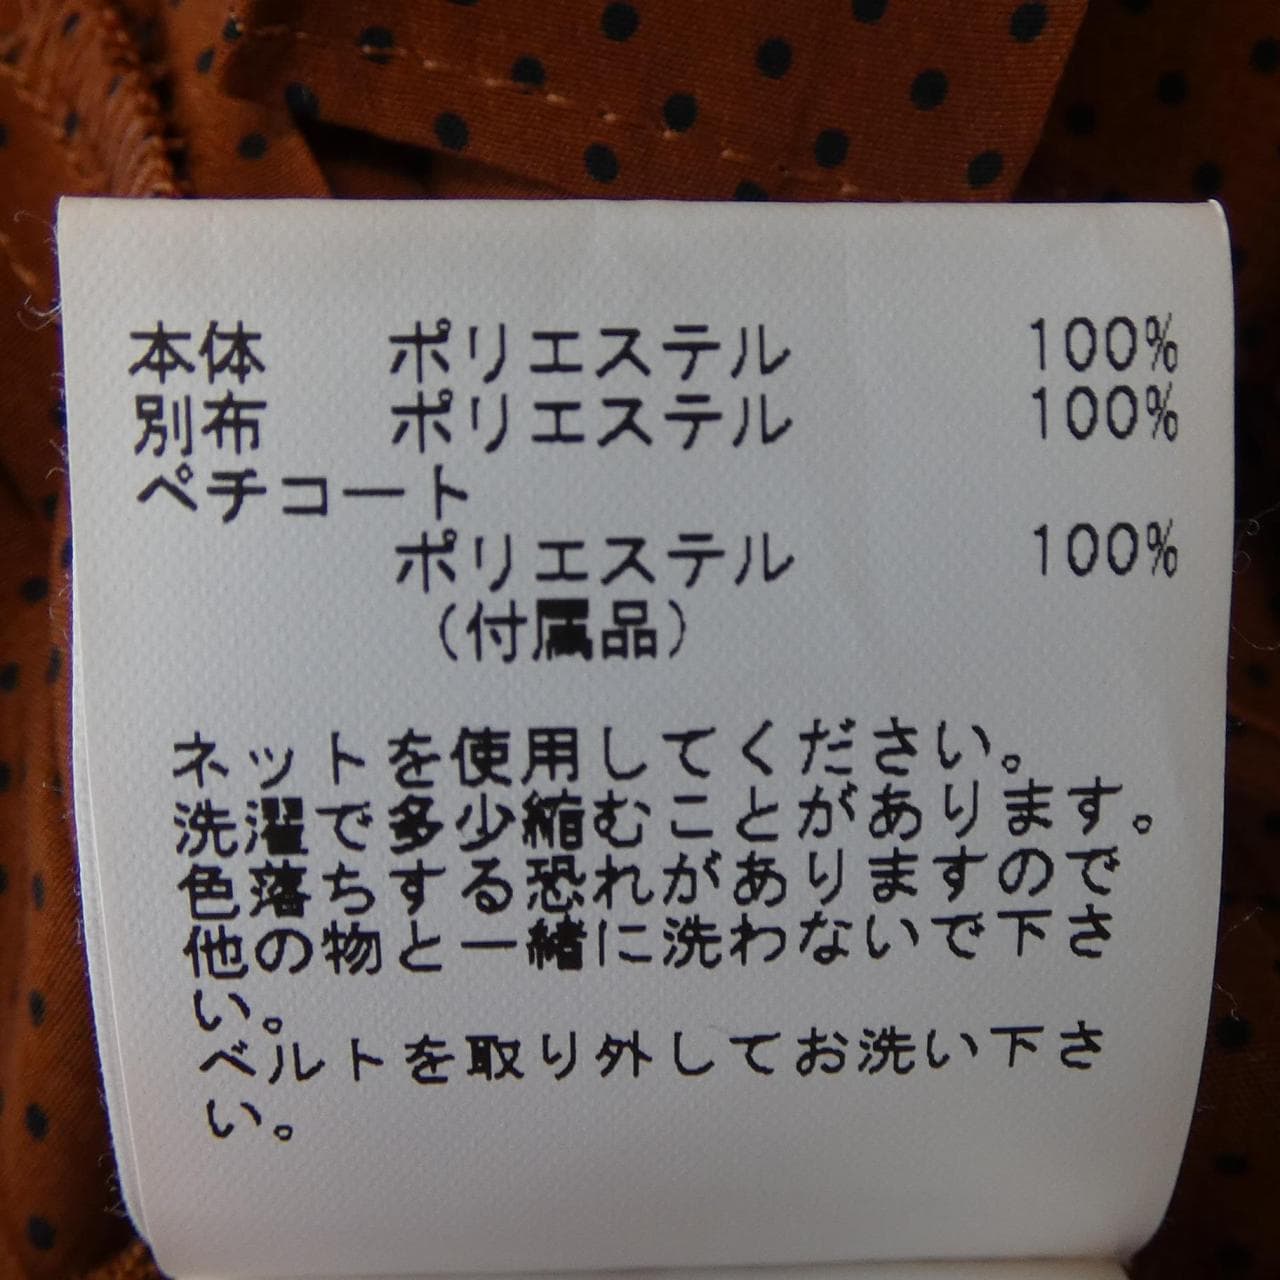 本体 ポリエステル 100%
別布 ポリエステル 100%
ペチコート
ポリエステル 100%
(付属品)
ネットを使用してください。
洗濯で多少縮むことがあります。
色落ちする恐れがありますので
他の物と一緒に洗わないで下さ
い。
ベルトを取り外してお洗い下さ
い。